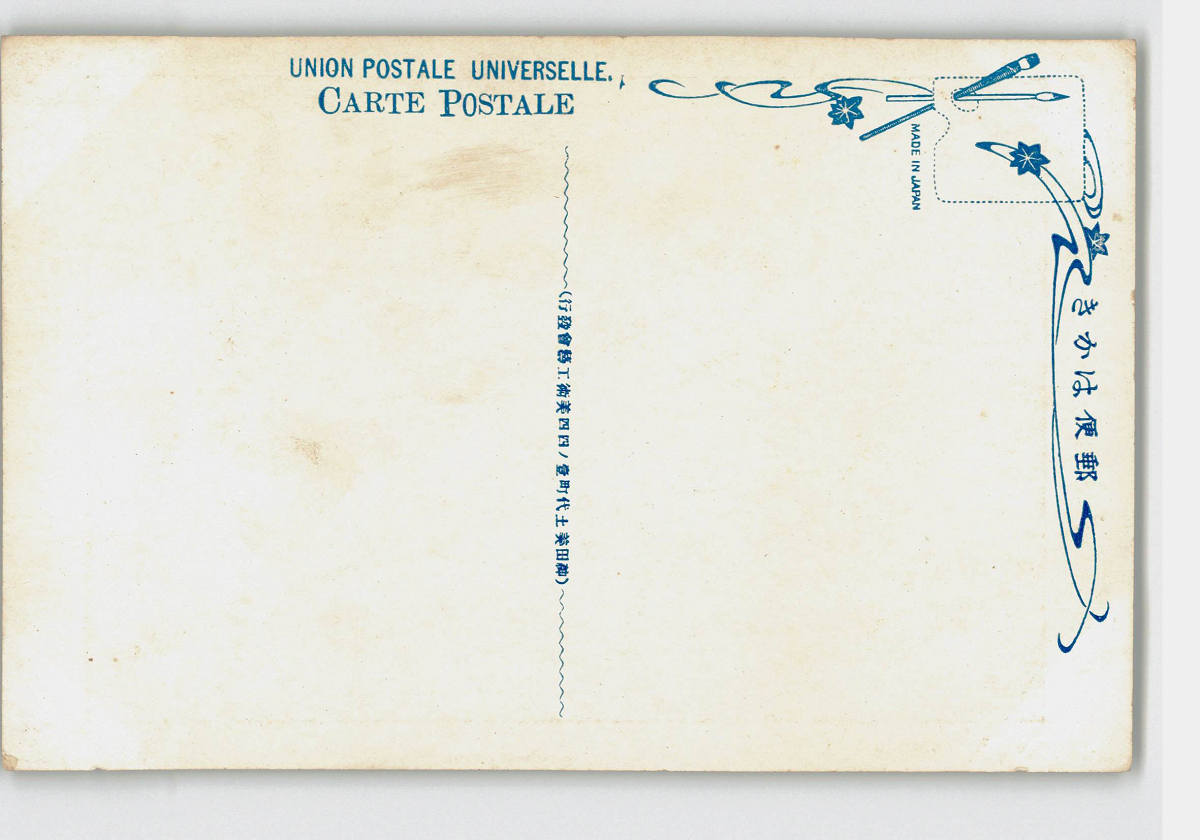 UNION POSTALE UNIVERSELLE.
CARTE POSTALE
MADE IN JAPAN
郵便はかき
(神田美土代町壹ノ四四美術工藝會發行)